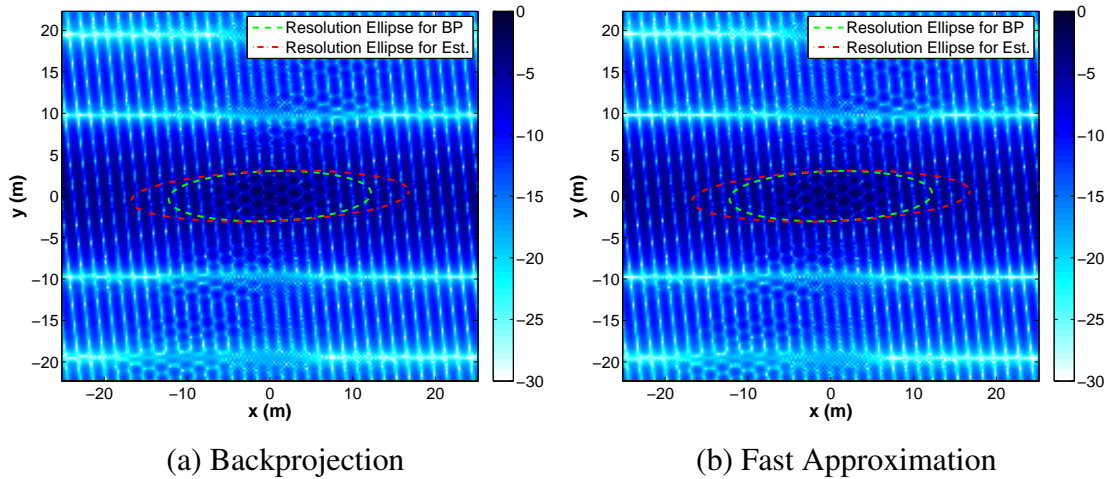 Resolution Ellipse for BP
Resolution Ellipse for Est.
20
15
10
5
0
−5
−10
−15
−20
y (m)
−20 −10 0 10 20
x (m)
0
−5
−10
−15
−20
−25
−30
(a) Backprojection
Resolution Ellipse for BP
Resolution Ellipse for Est.
20
15
10
5
0
−5
−10
−15
−20
y (m)
−20 −10 0 10 20
x (m)
0
−5
−10
−15
−20
−25
−30
(b) Fast Approximation